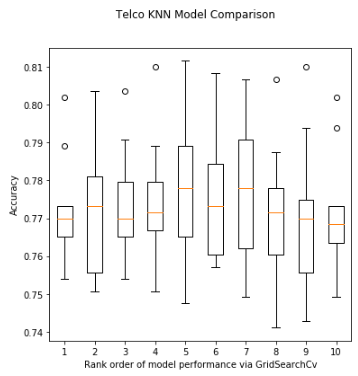 Telco KNN Model Comparison
0.81
0.80
0.79
0.78
0.77
0.76
0.75
0.74
Accuracy
1 2 3 4 5 6 7 8 9 10
Rank order of model performance via GridSearchCv